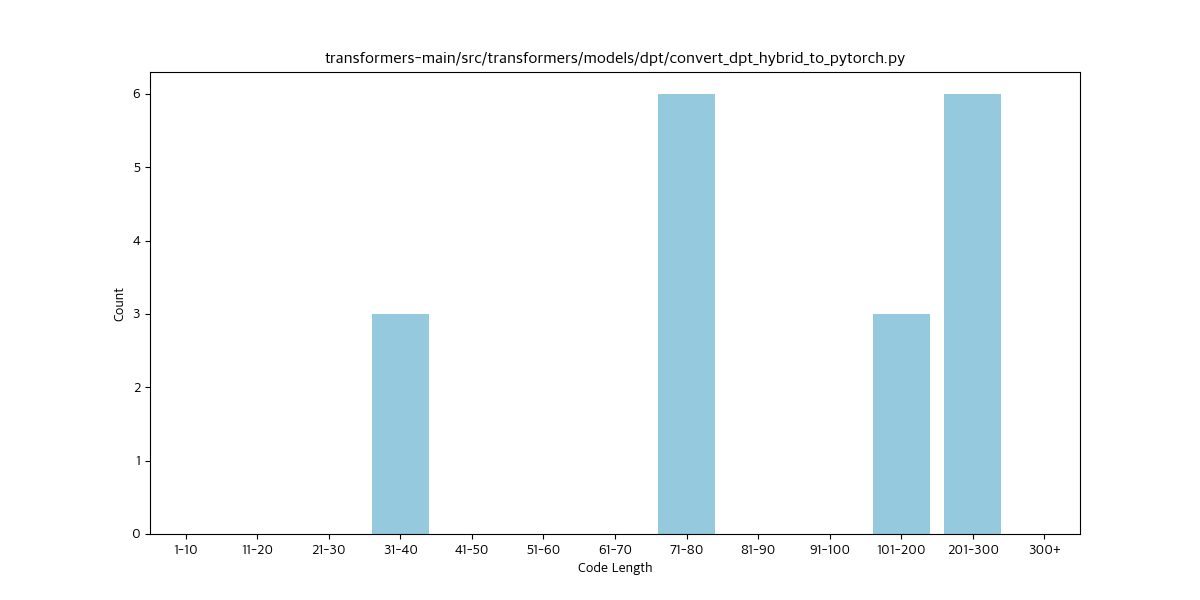 transformers-main/src/transformers/models/dpt/convert_dpt_hybrid_to_pytorch.py
6
5
4
3
2
1
0
Count
1-10 11-20 21-30 31-40 41-50 51-60 61-70 71-80 81-90 91-100 101-200 201-300 300+
Code Length